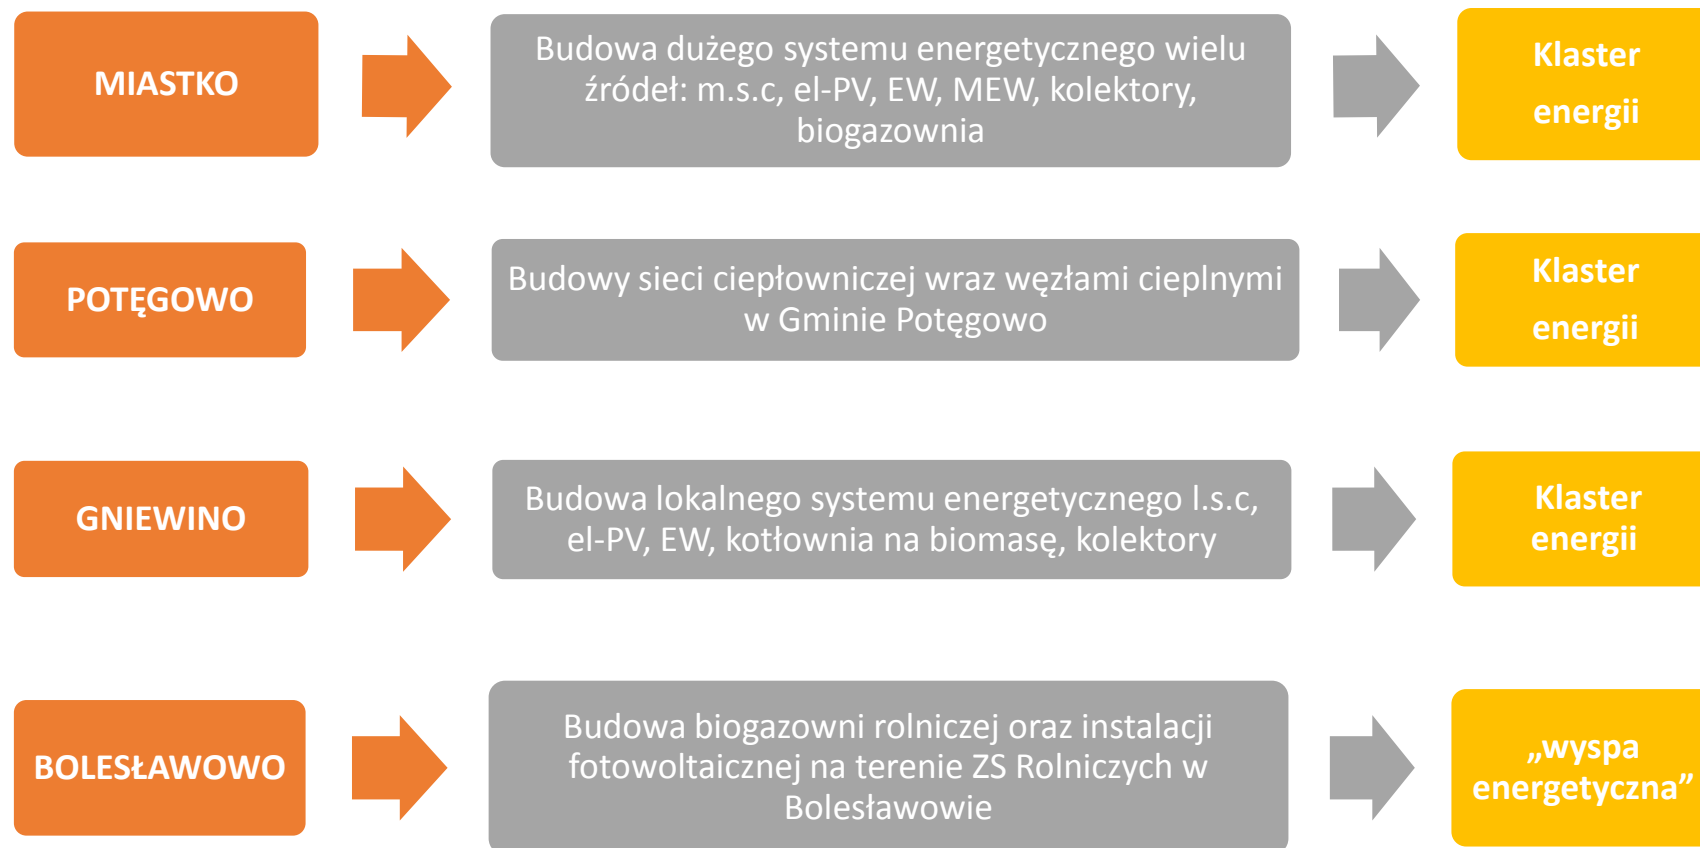 MIASTKO
Budowa dużego systemu energetycznego wielu
źródeł: m.s.c, el-PV, EW, MEW, kolektory,
biogazownia
Klaster
energii
POTĘGOWO
Budowy sieci ciepłowniczej wraz węzłami cieplnymi
w Gminie Potęgowo
Klaster
energii
GNIEWINO
Budowa lokalnego systemu energetycznego l.s.c,
el-PV, EW, kotłownia na biomasę, kolektory
Klaster
energii
BOLESŁAWOWO
Budowa biogazowni rolniczej oraz instalacji
fotowoltaicznej na terenie ZS Rolniczych w
Bolesławowie
„wyspa
energetyczna”